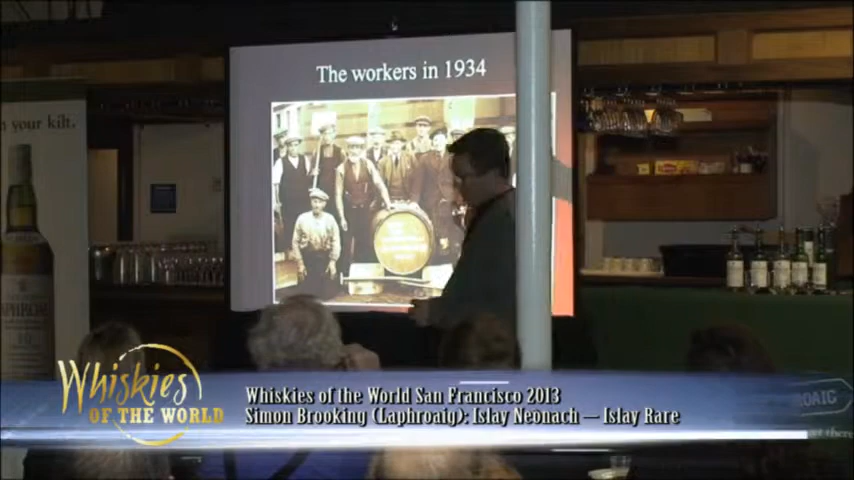 The workers in 1934
your kilt.
Whiskies
OF THE WORLD
Whiskies of the World San Francisco 2013
Simon Brooking (Laphroaig): Islay Neonach — Islay Rare